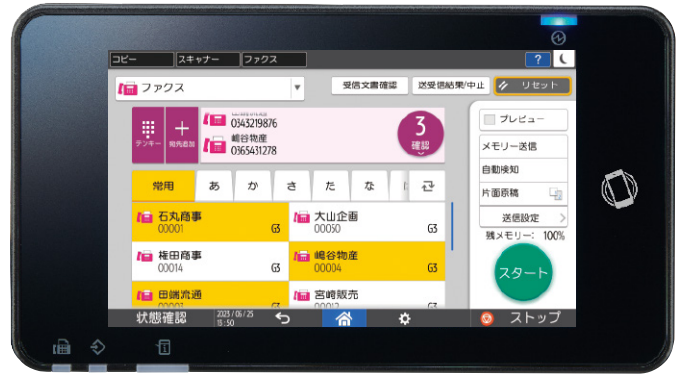 コピー スキャナー ファクス
?
ファクス ▼ 受信文書確認 送受信結果/中止 リセット
テンキー 宛先追加
0343219876
嶋谷物産
0365431278
3
確認
プレビュー
メモリー送信
自動検知
片面原稿
送信設定 >
残メモリー: 100%
スタート
常用 あ か さ た な
石丸商事
00001 G3
大山企画
00050 G3
権田商事
00014 G3
嶋谷物産
00004 G3
田端流通
宮崎販売
状態確認 2023/06/25
15:50
ストップ